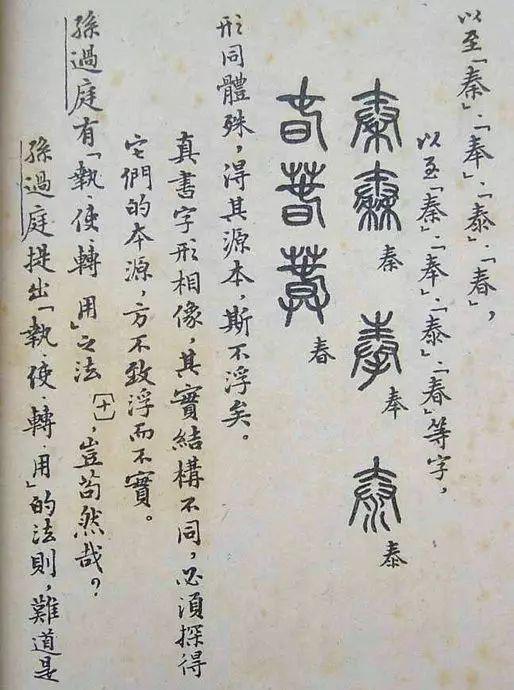 以至「秦」·「奉」·「泰」·「春」，
以至「秦」·「奉」·「泰」·「春」等字，
秦 奉 泰
春
形同體殊，得其源本，斯不浮矣。
真書字形相像，其實結構不同，必須探得
它們的本源，方不致浮而不實。
孫過庭有「執·使·轉·用」之法〔十〕，豈苟然哉？
孫過庭提出「執·使·轉·用」的法則，難道是